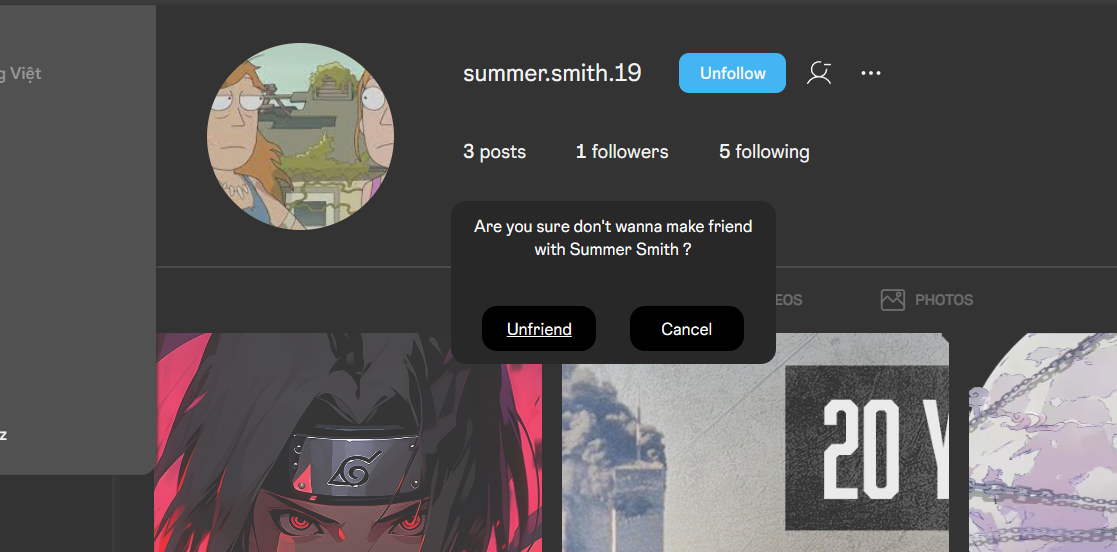 g Việt
summer.smith.19
Unfollow
3 posts
1 followers
5 following
Are you sure don't wanna make friend
with Summer Smith ?
Unfriend
Cancel
EOS
PHOTOS
z
20 Y